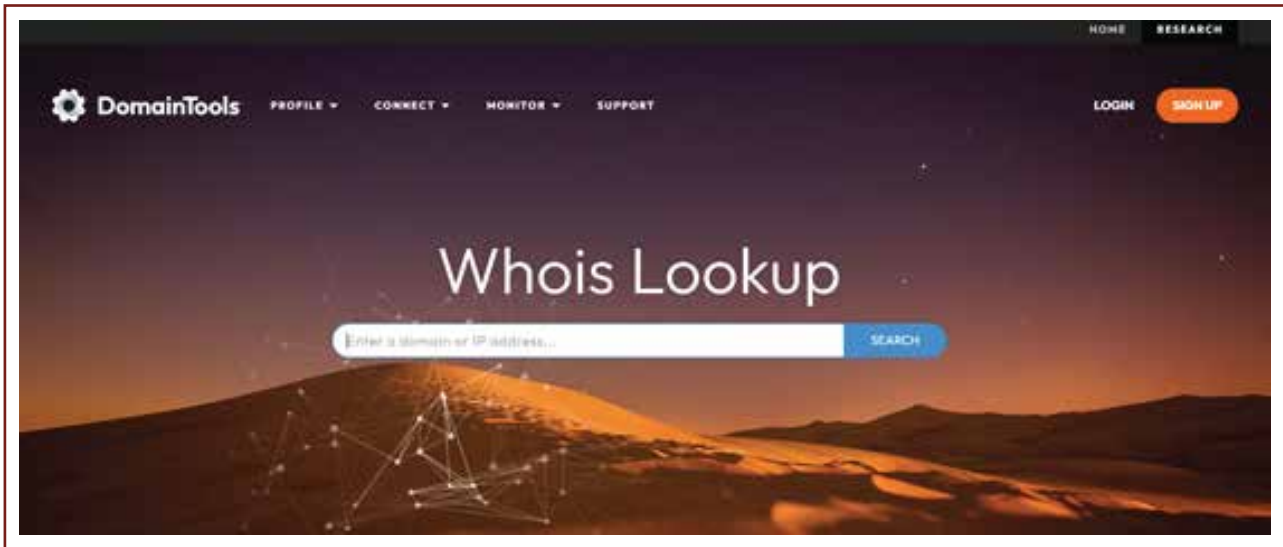 HOME RESEARCH
DomainTools PROFILE CONNECT MONITOR SUPPORT LOGIN SIGN UP
Whois Lookup
Enter a domain or IP address... SEARCH